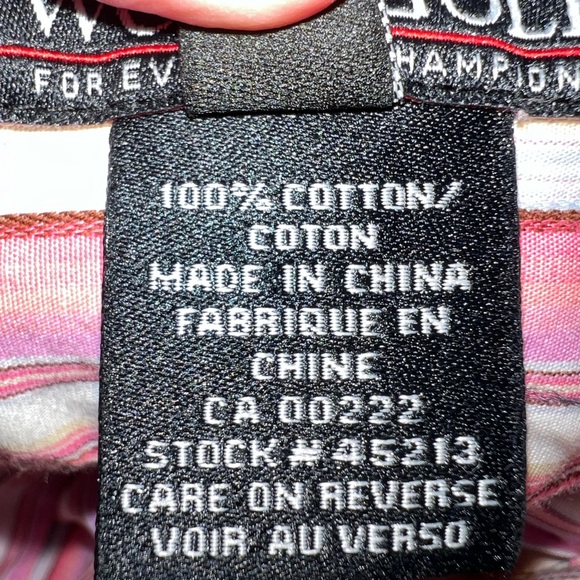 FOR EV HAMPION
100% COTTON/
COTON
MADE IN CHINA
FABRIQUE EN
CHINE
CA 00222
STOCK # 45213
CARE ON REVERSE
VOIR AU VERSO